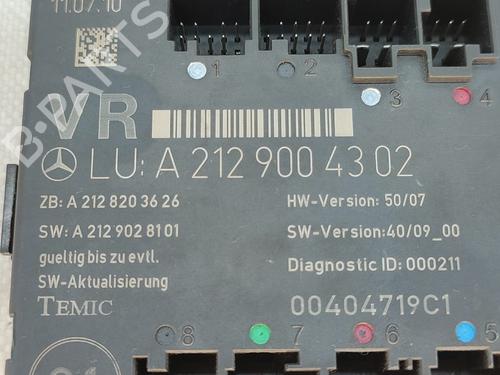 11.07.10
1 2 3 4
VR
LU: A 212 900 43 02
ZB: A 212 820 36 26
HW-Version: 50/07
SW: A 212 902 81 01
SW-Version: 40/09_00
gueltig bis zu evtl.
SW-Aktualisierung
Diagnostic ID: 000211
TEMIC
00404719C1
8 7 6 5
B-PARTS